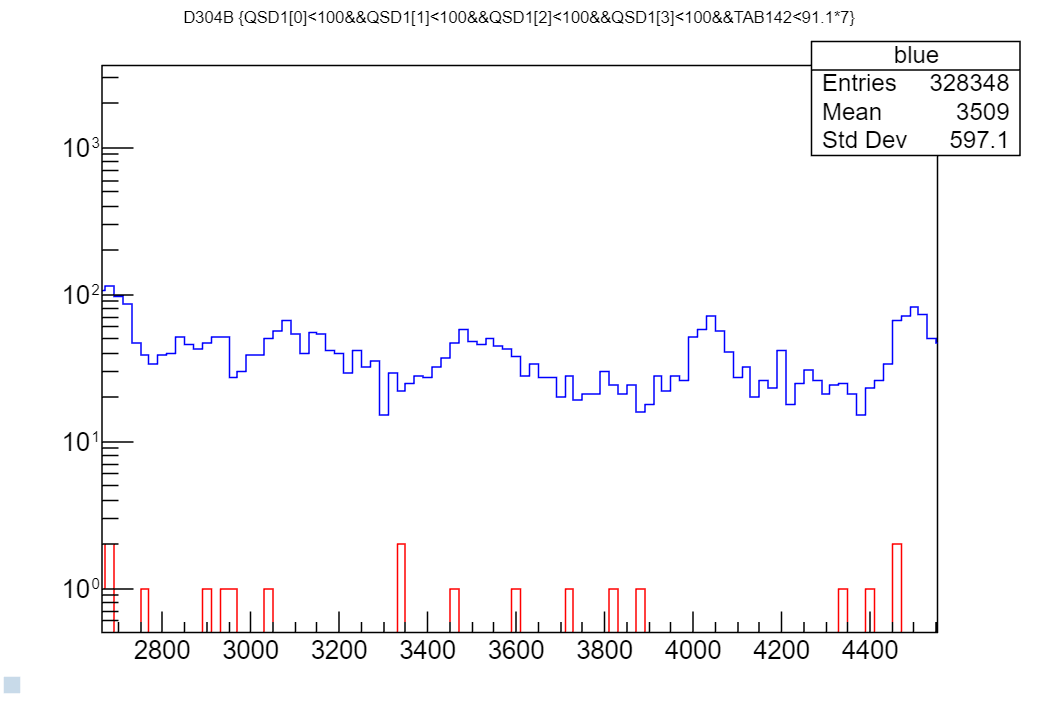 D304B {QSD1[0]<100&&QSD1[1]<100&&QSD1[2]<100&&QSD1[3]<100&&TAB142<91.1*7}
blue
Entries 328348
Mean 3509
Std Dev 597.1
10³
10²
10¹
10⁰
2800 3000 3200 3400 3600 3800 4000 4200 4400